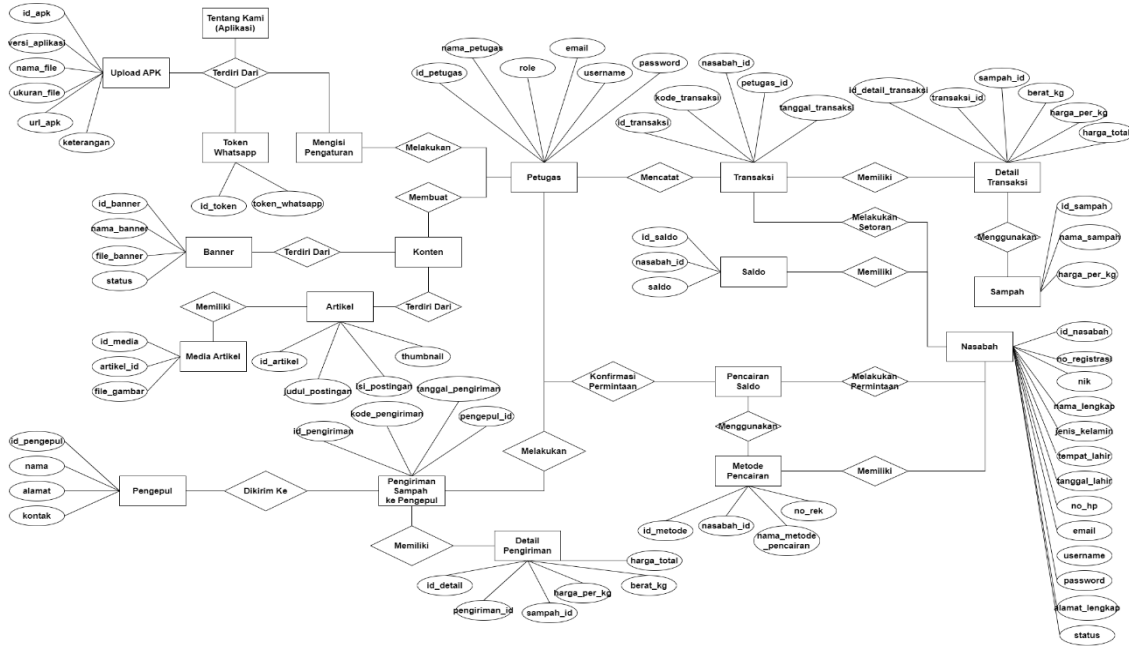 id_apk
versi_aplikasi
nama_file
ukuran_file
url_apk
keterangan
Upload APK
Tentang Kami
(Aplikasi)
Terdiri Dari
Token
Whatsapp
id_token
token_whatsapp
Mengisi
Pengaturan
Melakukan
Membuat
id_petugas
nama_petugas
role
email
username
password
Petugas
Mencatat
id_transaksi
kode_transaksi
nasabah_id
petugas_id
tanggal_transaksi
Transaksi
Memiliki
id_detail_transaksi
transaksi_id
sampah_id
berat_kg
harga_per_kg
harga_total
Detail
Transaksi
Menggunakan
id_sampah
nama_sampah
harga_per_kg
Sampah
Melakukan
Setoran
id_saldo
nasabah_id
saldo
Saldo
Memiliki
id_banner
nama_banner
file_banner
status
Banner
Terdiri Dari
Konten
Terdiri Dari
Artikel
Memiliki
id_artikel
judul_postingan
isi_postingan
thumbnail
id_media
artikel_id
file_gambar
Media Artikel
Nasabah
id_nasabah
no_registrasi
nik
nama_lengkap
jenis_kelamin
tempat_lahir
tanggal_lahir
no_hp
email
username
password
alamat_lengkap
status
Konfirmasi
Permintaan
Pencairan
Saldo
Melakukan
Permintaan
Menggunakan
Metode
Pencairan
Memiliki
id_metode
nasabah_id
nama_metode
_pencairan
no_rek
Melakukan
id_pengiriman
kode_pengiriman
tanggal_pengiriman
pengepul_id
Pengiriman
Sampah
ke Pengepul
Dikirim Ke
id_pengepul
nama
alamat
kontak
Pengepul
Memiliki
Detail
Pengiriman
id_detail
pengiriman_id
sampah_id
harga_per_kg
berat_kg
harga_total